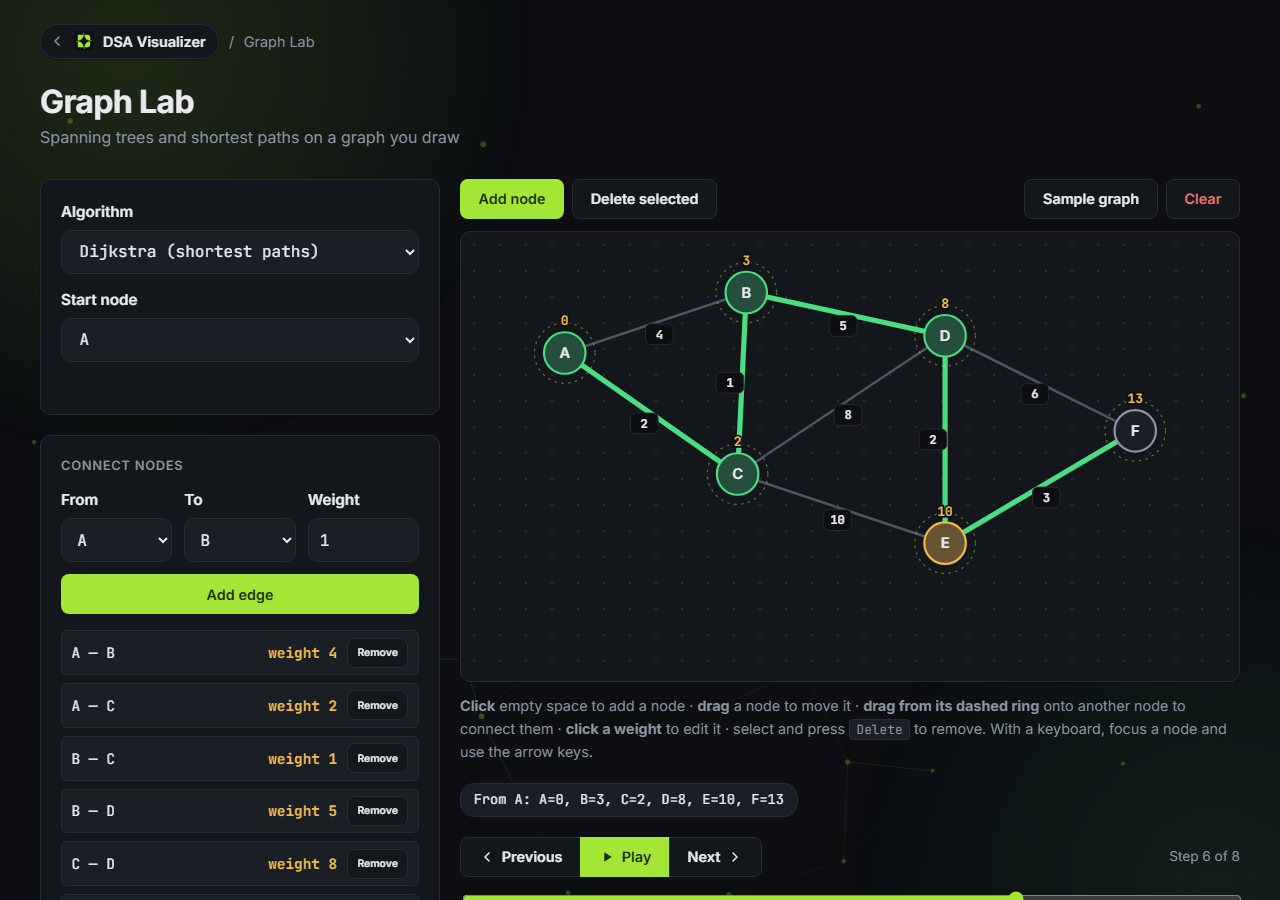 DSA Visualizer / Graph Lab
Graph Lab
Spanning trees and shortest paths on a graph you draw
Algorithm
Dijkstra (shortest paths)
Start node
A
CONNECT NODES
From To Weight
A B 1
Add edge
A — B weight 4 Remove
A — C weight 2 Remove
B — C weight 1 Remove
B — D weight 5 Remove
C — D weight 8 Remove
Add node Delete selected Sample graph Clear
3
B
8
0
5
D
4
A
1
6
13
2
8
F
2
2
C
10
3
10
E
Click empty space to add a node · drag a node to move it · drag from its dashed ring onto another node to
connect them · click a weight to edit it · select and press Delete to remove. With a keyboard, focus a node and
use the arrow keys.
From A: A=0, B=3, C=2, D=8, E=10, F=13
Previous Play Next Step 6 of 8